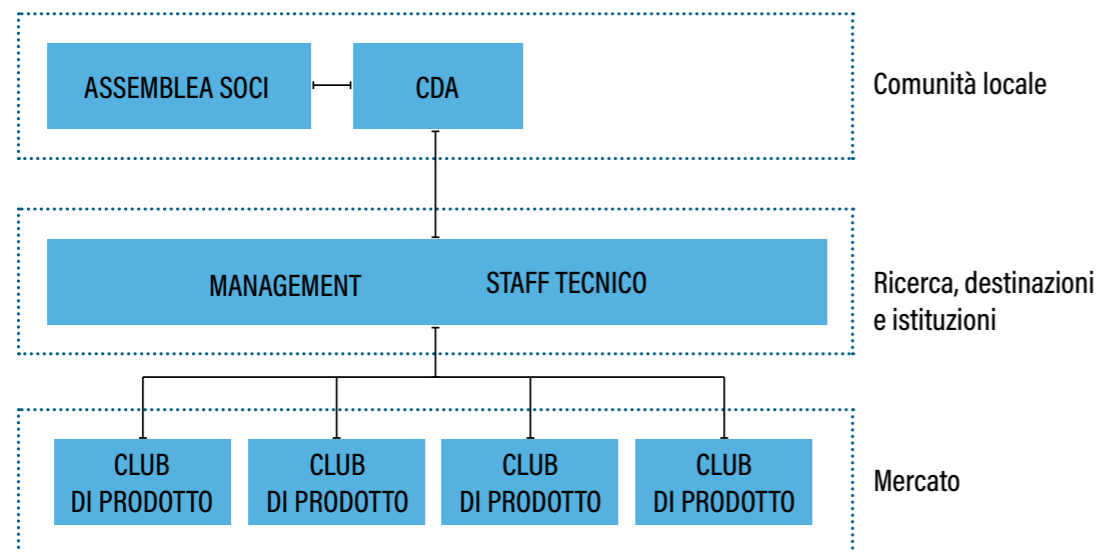 ASSEMBLEA SOCI
CDA
Comunità locale
MANAGEMENT
STAFF TECNICO
Ricerca, destinazioni
e istituzioni
CLUB
DI PRODOTTO
CLUB
DI PRODOTTO
CLUB
DI PRODOTTO
CLUB
DI PRODOTTO
Mercato